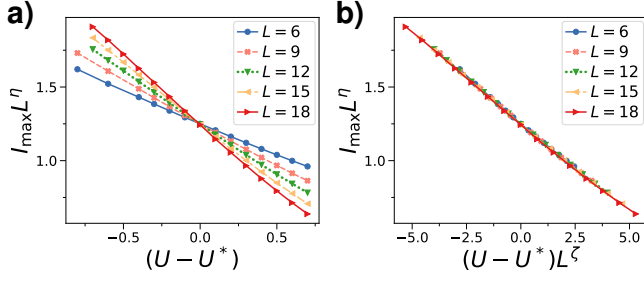 a)
I_max L^η
1.5
1.0
−0.5
0.0
0.5
(U − U*)
L = 6
L = 9
L = 12
L = 15
L = 18
b)
I_max L^η
1.5
1.0
−5.0
−2.5
0.0
2.5
5.0
(U − U*)L^ζ
L = 6
L = 9
L = 12
L = 15
L = 18